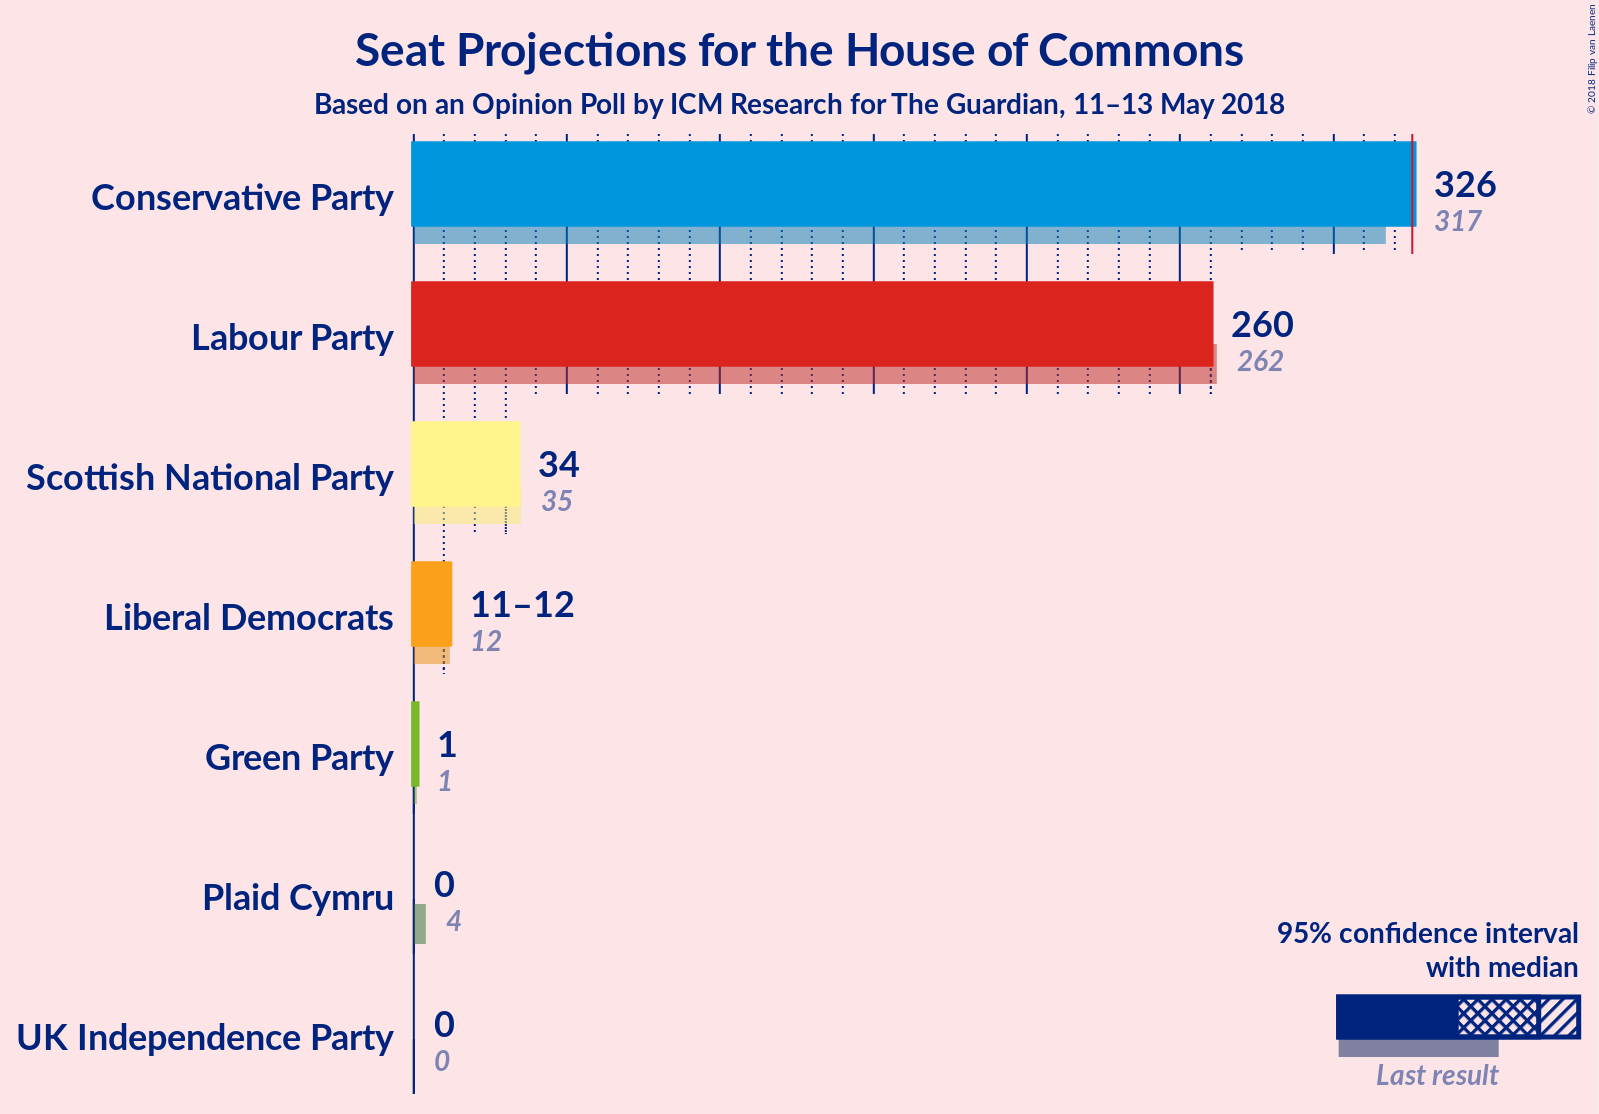 Seat Projections for the House of Commons
Based on an Opinion Poll by ICM Research for The Guardian, 11–13 May 2018
© 2018 Filip van Laenen
Conservative Party
326
317
Labour Party
260
262
Scottish National Party
34
35
Liberal Democrats
11–12
12
Green Party
1
1
Plaid Cymru
0
4
UK Independence Party
0
0
95% confidence interval
with median
Last result